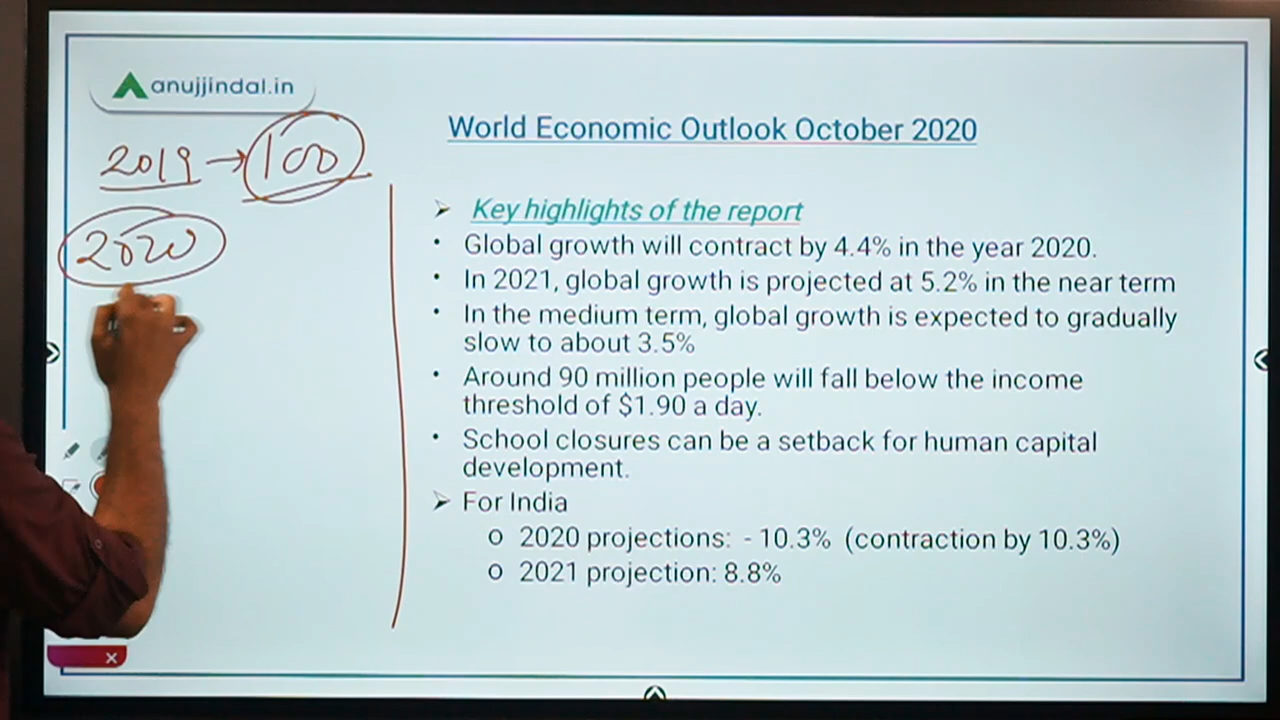 anujjindal.in
2019 → 100
2020
World Economic Outlook October 2020
➢ Key highlights of the report
• Global growth will contract by 4.4% in the year 2020.
• In 2021, global growth is projected at 5.2% in the near term
• In the medium term, global growth is expected to gradually
slow to about 3.5%
• Around 90 million people will fall below the income
threshold of $1.90 a day.
• School closures can be a setback for human capital
development.
➢ For India
o 2020 projections: - 10.3% (contraction by 10.3%)
o 2021 projection: 8.8%